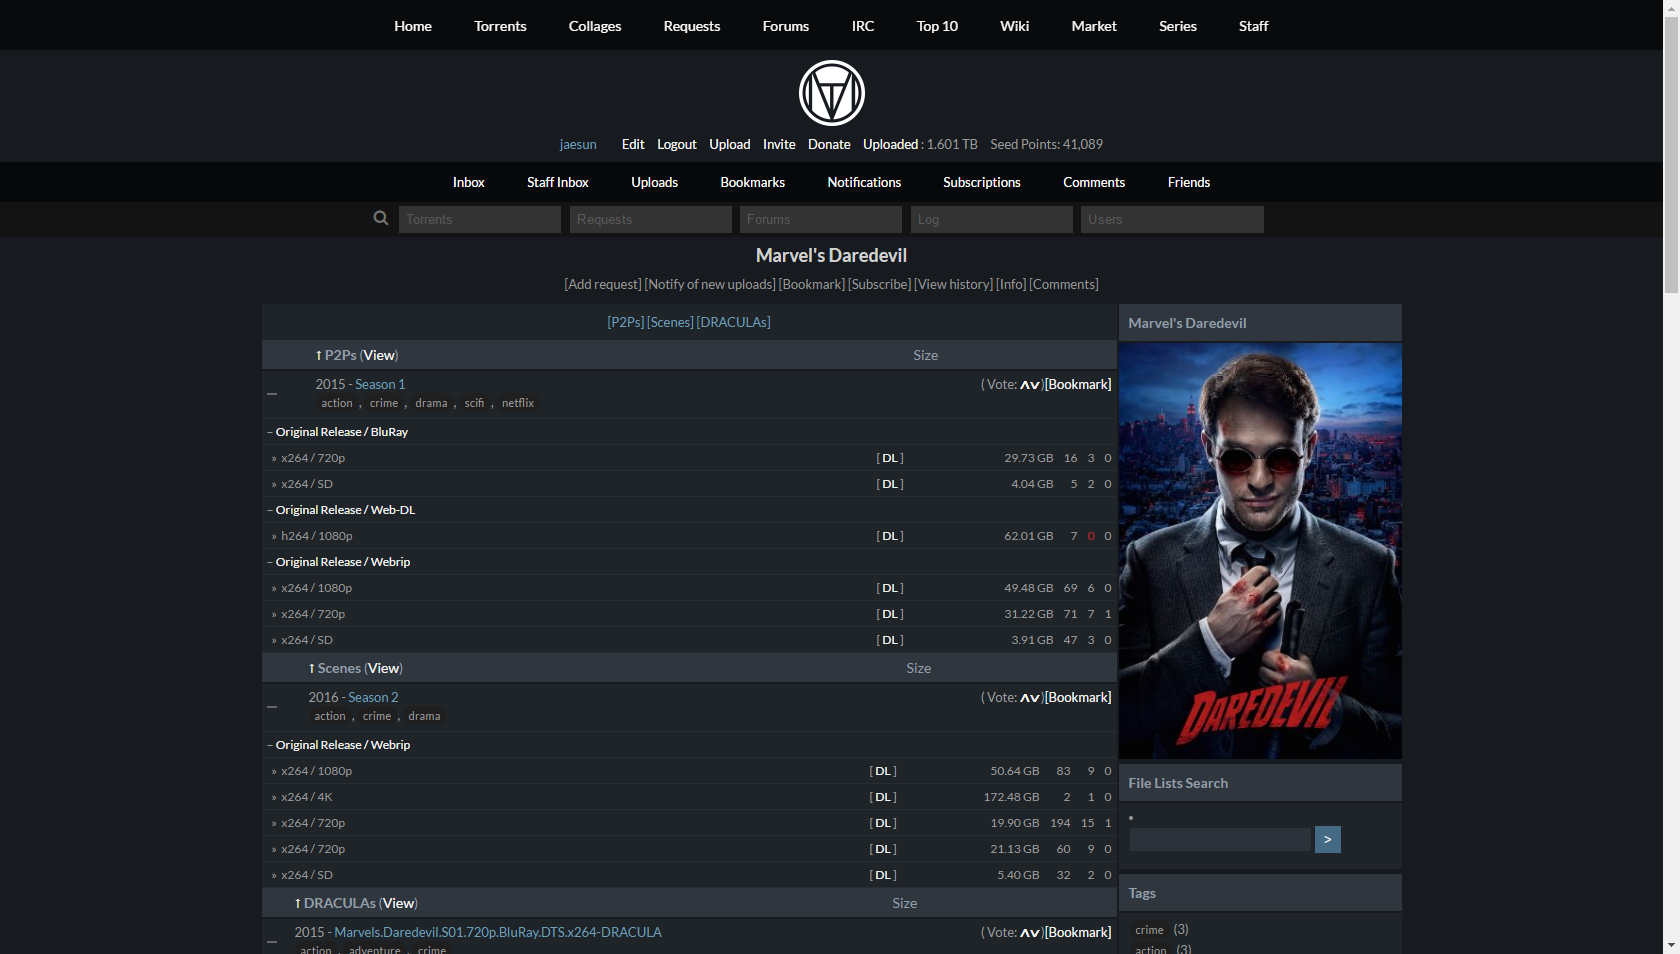 Home Torrents Collages Requests Forums IRC Top 10 Wiki Market Series Staff
jaesun Edit Logout Upload Invite Donate Uploaded : 1.601 TB Seed Points: 41,089
Inbox Staff Inbox Uploads Bookmarks Notifications Subscriptions Comments Friends
Torrents Requests Forums Log Users
Marvel's Daredevil
[Add request] [Notify of new uploads] [Bookmark] [Subscribe] [View history] [Info] [Comments]
[P2Ps] [Scenes] [DRACULAs]
↑ P2Ps (View) Size
2015 - Season 1 ( Vote: ʌv)[Bookmark]
action , crime , drama , scifi , netflix
– Original Release / BluRay
» x264 / 720p [ DL ] 29.73 GB 16 3 0
» x264 / SD [ DL ] 4.04 GB 5 2 0
– Original Release / Web-DL
» h264 / 1080p [ DL ] 62.01 GB 7 0 0
– Original Release / Webrip
» x264 / 1080p [ DL ] 49.48 GB 69 6 0
» x264 / 720p [ DL ] 31.22 GB 71 7 1
» x264 / SD [ DL ] 3.91 GB 47 3 0
↑ Scenes (View) Size
2016 - Season 2 ( Vote: ʌv)[Bookmark]
action , crime , drama
– Original Release / Webrip
» x264 / 1080p [ DL ] 50.64 GB 83 9 0
» x264 / 4K [ DL ] 172.48 GB 2 1 0
» x264 / 720p [ DL ] 19.90 GB 194 15 1
» x264 / 720p [ DL ] 21.13 GB 60 9 0
» x264 / SD [ DL ] 5.40 GB 32 2 0
↑ DRACULAs (View) Size
2015 - Marvels.Daredevil.S01.720p.BluRay.DTS.x264-DRACULA ( Vote: ʌv)[Bookmark]
action , adventure , crime
Marvel's Daredevil
DAREDEVIL
File Lists Search
>
Tags
crime (3)
action (3)